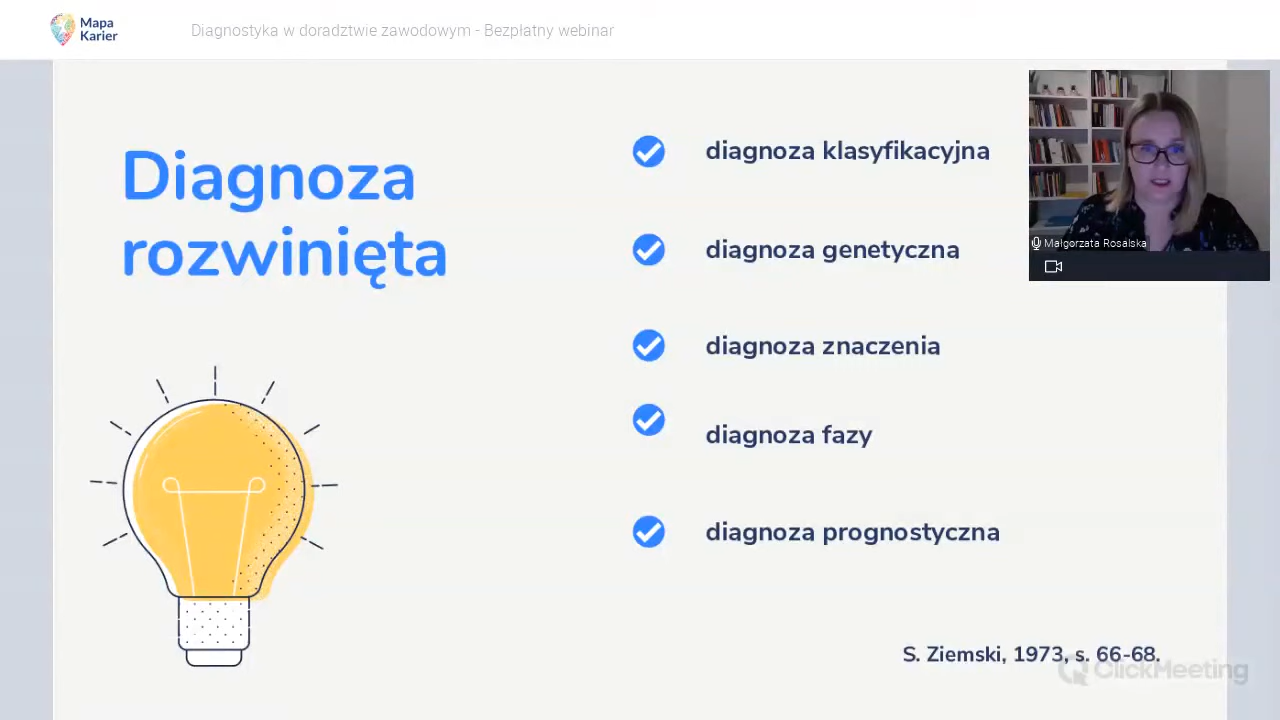 Mapa
Karier
Diagnostyka w doradztwie zawodowym - Bezpłatny webinar
Diagnoza
rozwinięta
diagnoza klasyfikacyjna
diagnoza genetyczna
diagnoza znaczenia
diagnoza fazy
diagnoza prognostyczna
Małgorzata Rosalska
S. Ziemski, 1973, s. 66-68.
ClickMeeting